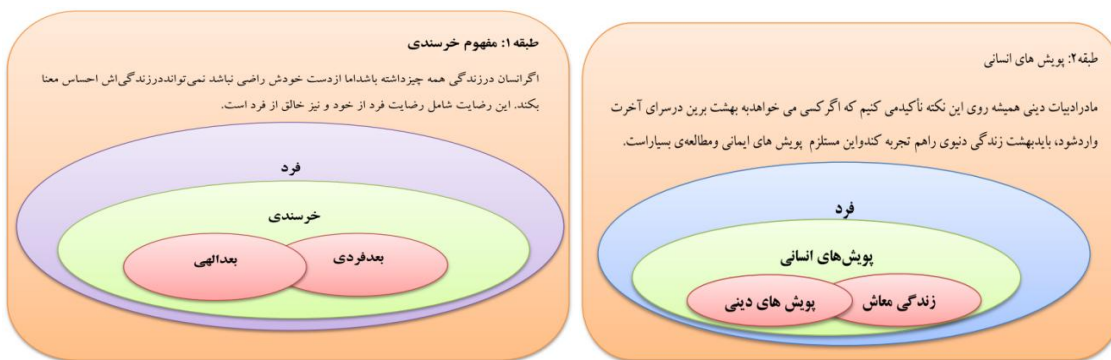 طبقه۱: مفهوم خرسندی
اگرانسان درزندگی همه چیزداشته باشداما ازدست خودش راضی نباشد نمی‌توانددرزندگی‌اش احساس معنا
بکند. این رضایت شامل رضایت فرد از خود و نیز خالق از فرد است.
فرد
خرسندی
بعدفردی
بعدالهی
طبقه۲: پویش های انسانی
مادرادبیات دینی همیشه روی این نکته تأکیدمی کنیم که اگرکسی می خواهدبه بهشت برین درسرای آخرت
واردشود، بایدبهشت زندگی دنیوی راهم تجربه کندواین مستلزم پویش های ایمانی ومطالعه‌ی بسیاراست.
فرد
پویش‌های انسانی
زندگی معاش
پویش های دینی